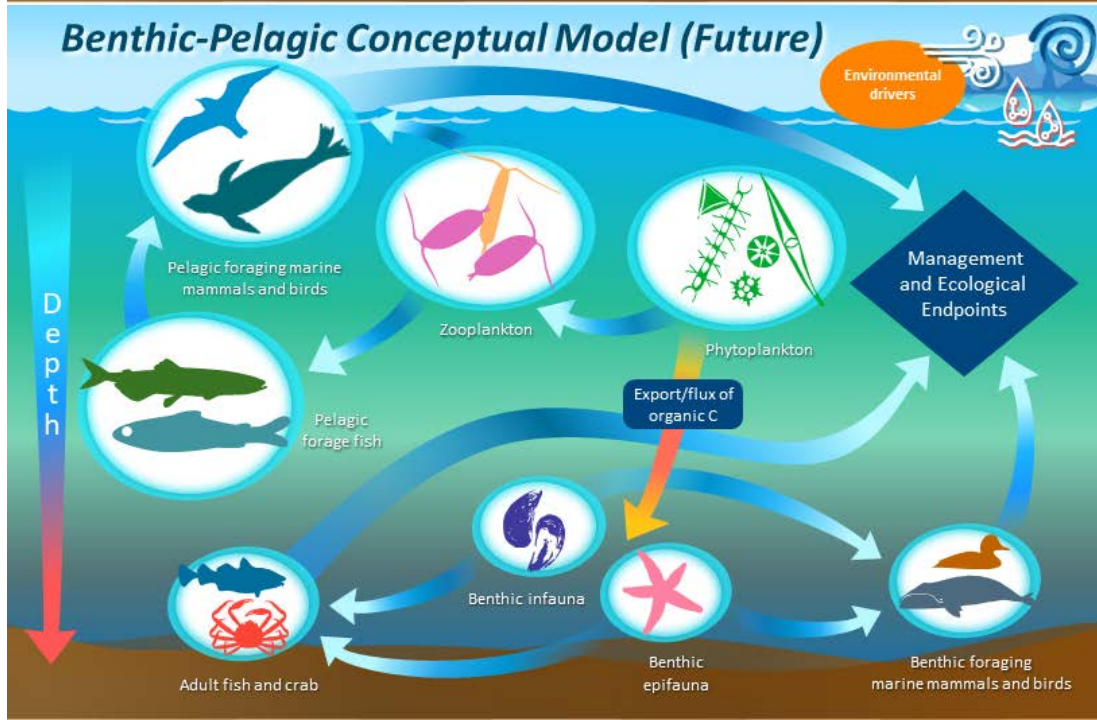 Benthic-Pelagic Conceptual Model (Future)
Environmental
drivers
Pelagic foraging marine
mammals and birds
Zooplankton
Phytoplankton
Management
and Ecological
Endpoints
Depth
Pelagic
forage fish
Export/flux of
organic C
Benthic infauna
Adult fish and crab
Benthic
epifauna
Benthic foraging
marine mammals and birds